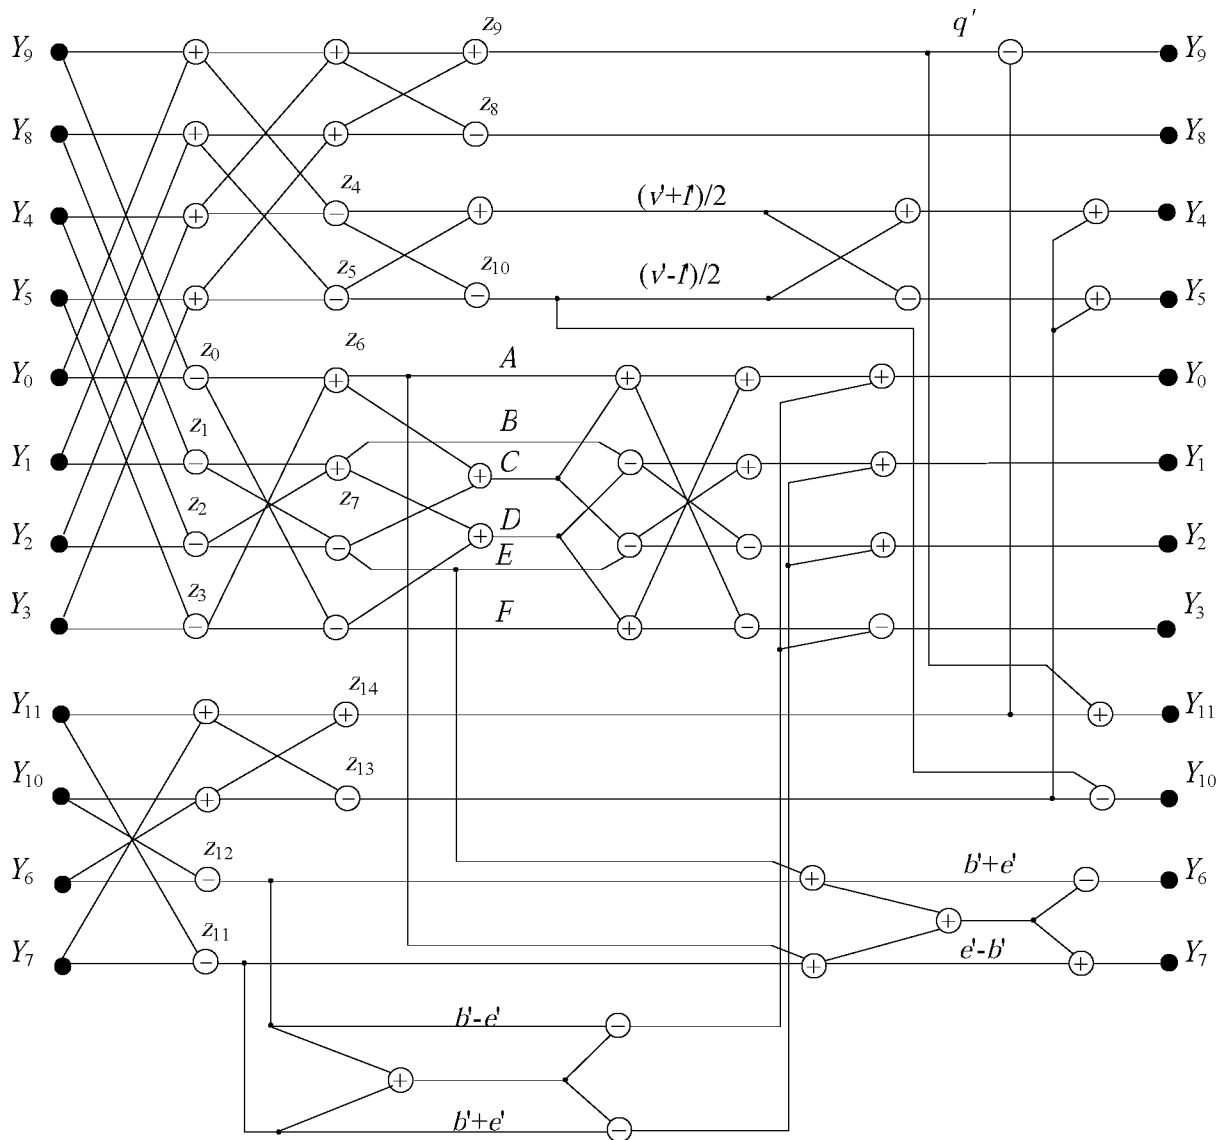 z₉ q'
Y₉ Y₉
z₈
Y₈ Y₈
z₄ (v'+l')/2
Y₄ Y₄
z₅ z₁₀ (v'-l')/2
Y₅ Y₅
z₀ z₆ A
Y₀ Y₀
z₁ B
Y₁ C Y₁
z₂ z₇ D
Y₂ E Y₂
z₃ F
Y₃ Y₃
z₁₄
Y₁₁ Y₁₁
z₁₃
Y₁₀ Y₁₀
z₁₂ b'+e'
Y₆ Y₆
z₁₁ e'-b'
Y₇ Y₇
b'-e'
b'+e'